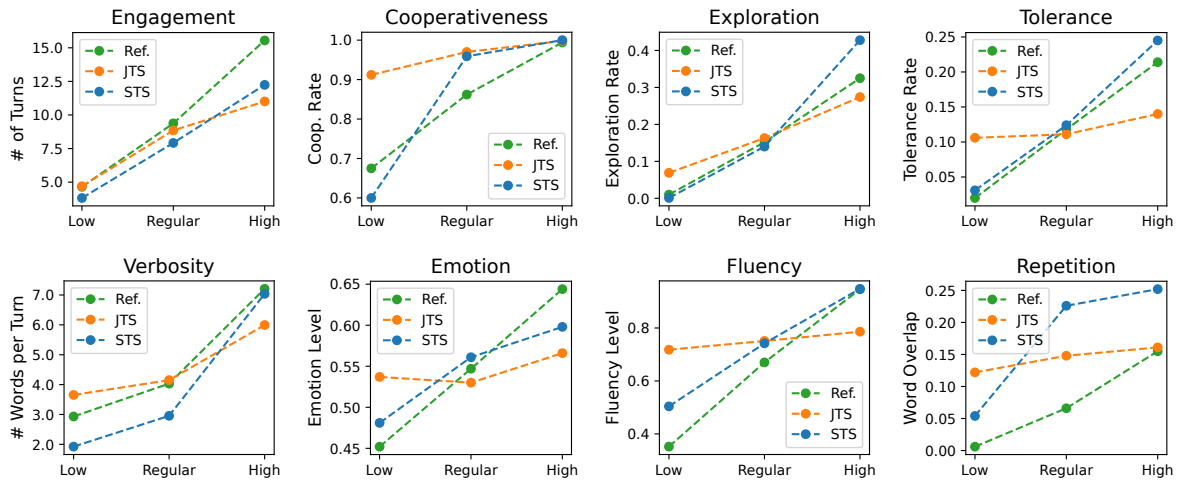 Engagement
# of Turns
15.0
12.5
10.0
7.5
5.0
Ref.
JTS
STS
Low Regular High
Cooperativeness
Coop. Rate
1.0
0.9
0.8
0.7
0.6
Ref.
JTS
STS
Low Regular High
Exploration
Exploration Rate
0.4
0.3
0.2
0.1
0.0
Ref.
JTS
STS
Low Regular High
Tolerance
Tolerance Rate
0.25
0.20
0.15
0.10
0.05
Ref.
JTS
STS
Low Regular High
Verbosity
# Words per Turn
7.0
6.0
5.0
4.0
3.0
2.0
Ref.
JTS
STS
Low Regular High
Emotion
Emotion Level
0.65
0.60
0.55
0.50
0.45
Ref.
JTS
STS
Low Regular High
Fluency
Fluency Level
0.8
0.6
0.4
Ref.
JTS
STS
Low Regular High
Repetition
Word Overlap
0.25
0.20
0.15
0.10
0.05
0.00
Ref.
JTS
STS
Low Regular High